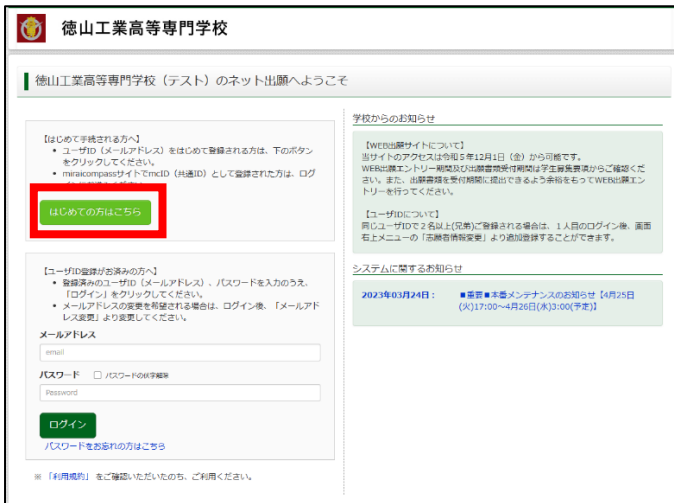 徳山工業高等専門学校
徳山工業高等専門学校（テスト）のネット出願へようこそ
【はじめて手続される方へ】
• ユーザID（メールアドレス）をはじめて登録される方は、下のボタン
をクリックしてください。
• miraicompassサイトでmcID（共通ID）として登録された方は、ログ
はじめての方はこちら
【ユーザID登録がお済みの方へ】
• 登録済みのユーザID（メールアドレス）、パスワードを入力のうえ、
「ログイン」をクリックしてください。
• メールアドレスの変更を希望される場合は、ログイン後、「メールアド
レス変更」より変更してください。
メールアドレス
email
パスワード □ パスワードの伏字解除
Password
ログイン
パスワードをお忘れの方はこちら
※ 「利用規約」 をご確認いただいたのち、ご利用ください。
学校からのお知らせ
【WEB出願サイトについて】
当サイトのアクセスは令和５年12月1日（金）から可能です。
WEB出願エントリー期間及び出願書類受付期間は学生募集要項からご確認くだ
さい。また、出願書類を受付期間に提出できるよう余裕をもってWEB出願エン
トリーを行ってください。
【ユーザIDについて】
同じユーザIDで２名以上(兄弟)ご登録される場合は、１人目のログイン後、画面
右上メニューの「志願者情報変更」より追加登録することができます。
システムに関するお知らせ
2023年03月24日： ■重要■本番メンテナンスのお知らせ【4月25日
(火)17:00～4月26日(水)3:00(予定)】